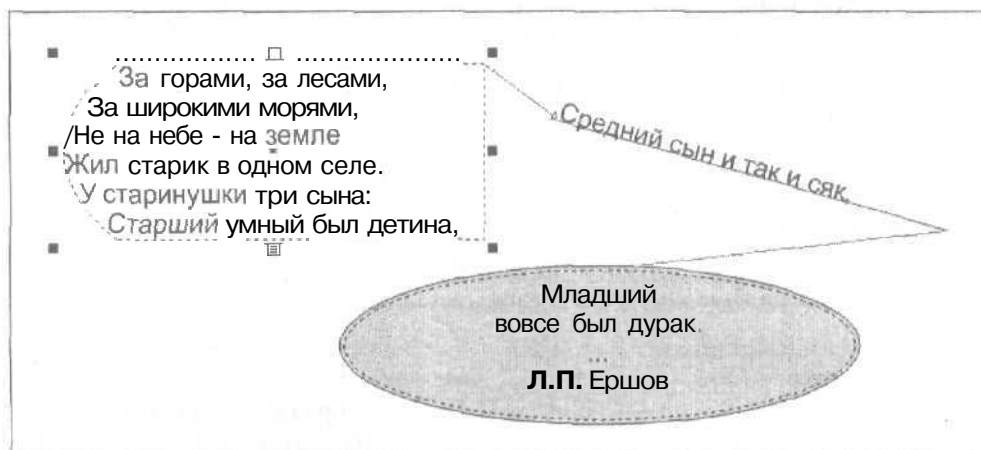 За горами, за лесами,
За широкими морями,
Не на небе - на земле
Жил старик в одном селе.
У старинушки три сына:
Старший умный был детина,
Средний сын и так и сяк,
Младший
вовсе был дурак.
...
Л.П. Ершов